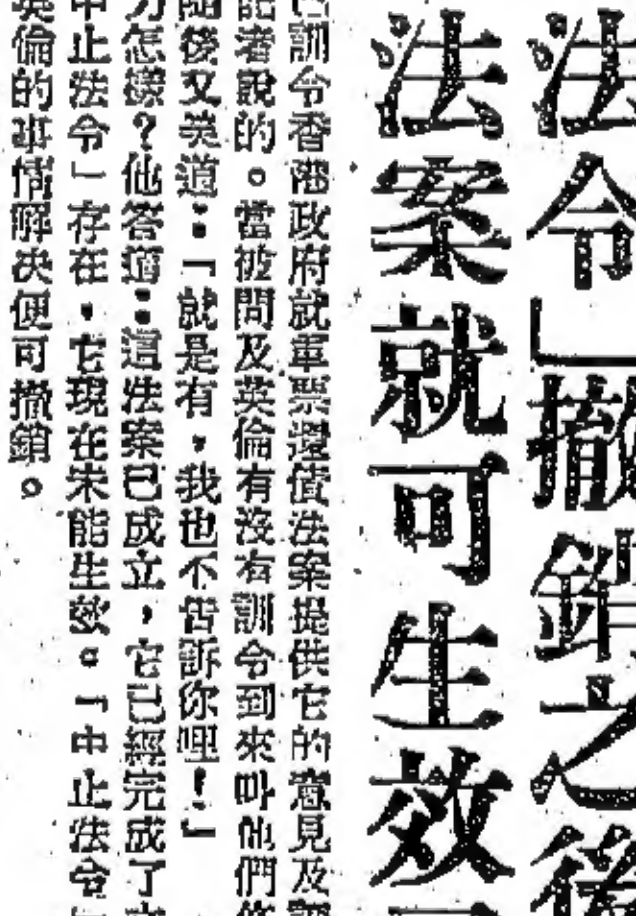 法令」撤銷之後
法案就可生效
訓令香港政府就軍票還債法案提供它的意見及
能者說的。當被問及英倫有沒有訓令到來叫他們
隨後又笑道：「就是有，我也不告訴你哩！」
力怎樣？他答道：這法案已成立，它已經完成了
中止法令」存在，它現在未能生效。「中止法令
英倫的事情解决便可撤銷。